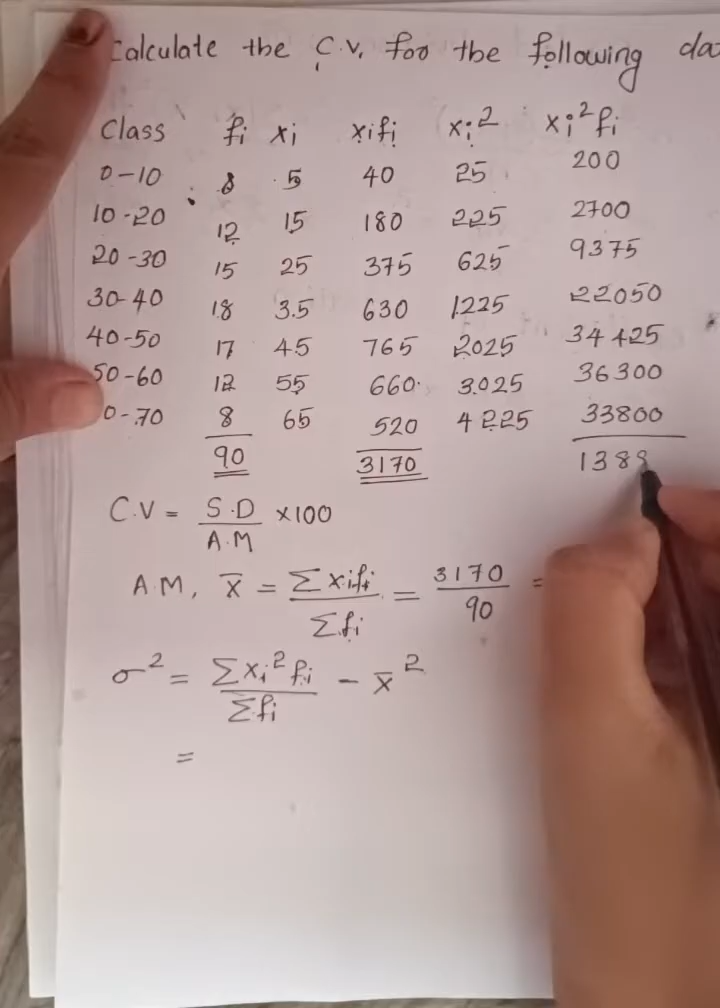 Calculate the C.V. for the following
Class fi xi xifi xi² xi²fi
0-10 8 5 40 25 200
10-20 12 15 180 225 2700
20-30 15 25 375 625 9375
30-40 18 35 630 1225 22050
40-50 17 45 765 2025 34425
50-60 12 55 660 3025 36300
0-70 8 65 520 4225 33800
90 3170 138
C.V = S.D / A.M ×100
A.M, x̄ = Σxifi / Σfi = 3170 / 90 =
σ² = Σxi²fi / Σfi - x̄²
=